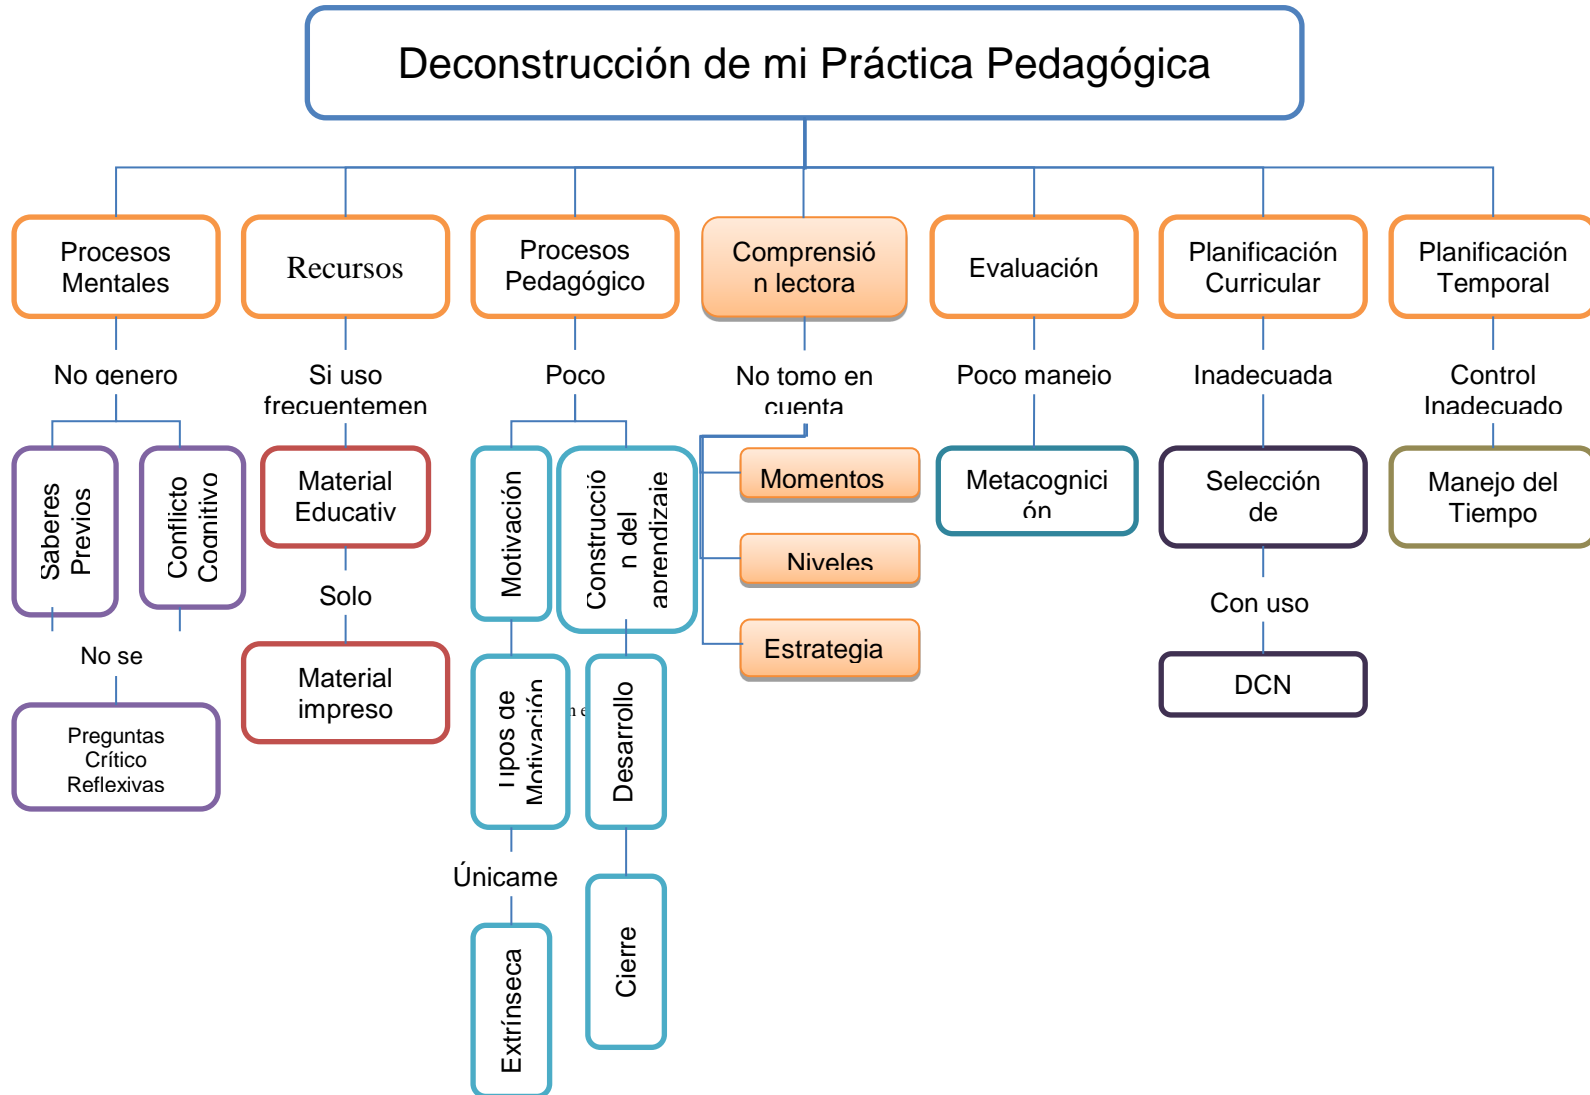 Deconstrucción de mi Práctica Pedagógica
Procesos
Mentales
Recursos
Procesos
Pedagógico
Comprensió
n lectora
Evaluación
Planificación
Curricular
Planificación
Temporal
No genero
Si uso
frecuentemen
Poco
No tomo en
cuenta
Poco manejo
Inadecuada
Control
Inadecuado
Saberes
Previos
Conflicto
Cognitivo
Material
Educativ
Motivación
Construcció
n del
aprendizaje
Momentos
Niveles
Estrategia
Metacognici
ón
Selección
de
Manejo del
Tiempo
No se
Solo
Con uso
Preguntas
Crítico
Reflexivas
Material
impreso
Tipos de
Motivación
n e
Desarrollo
DCN
Únicame
Extrínseca
Cierre